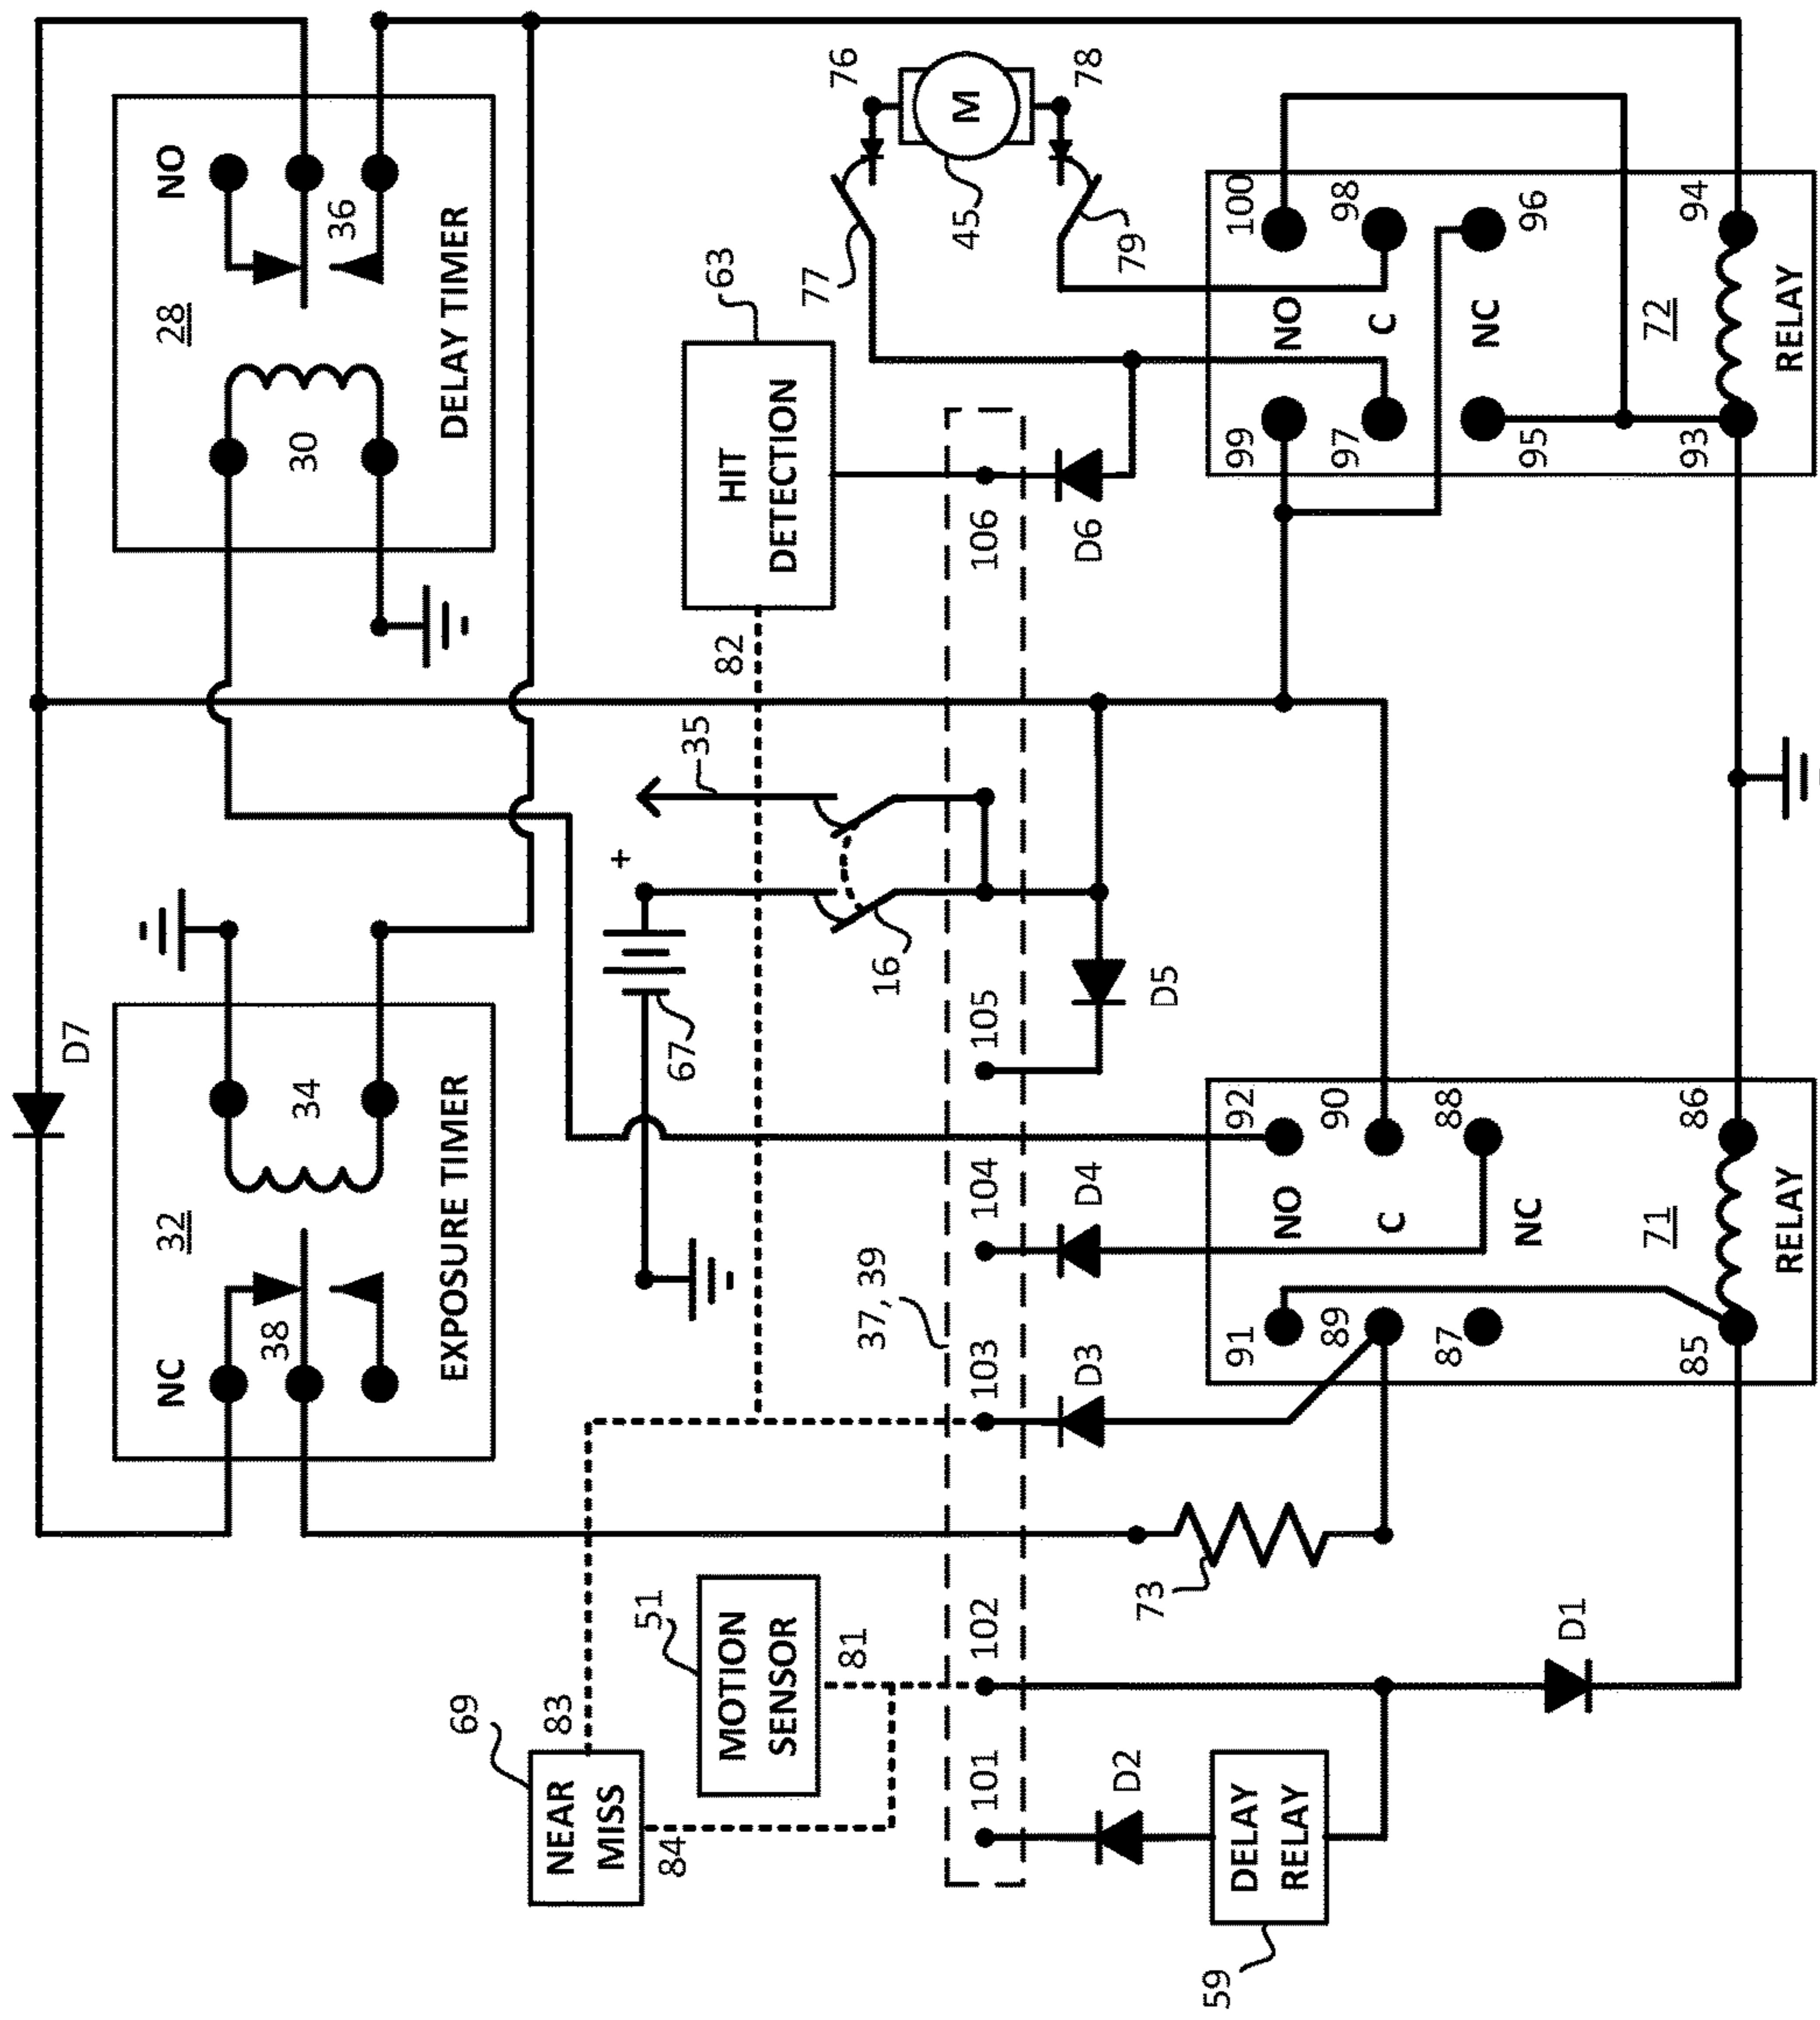 D7
NC
32
38
34
EXPOSURE TIMER
28
NO
30
36
DELAY TIMER
69
83
NEAR
MISS
84
51
MOTION
SENSOR
81
+
67
16
35
82
63
HIT
DETECTION
77
76
45
M
78
79
37, 39
101
102
103
104
105
106
D2
D3
D4
D5
D6
73
DELAY
RELAY
59
D1
91
NO
92
89
C
90
87
NC
88
71
85
86
RELAY
99
NO
100
97
C
98
95
NC
96
72
93
94
RELAY